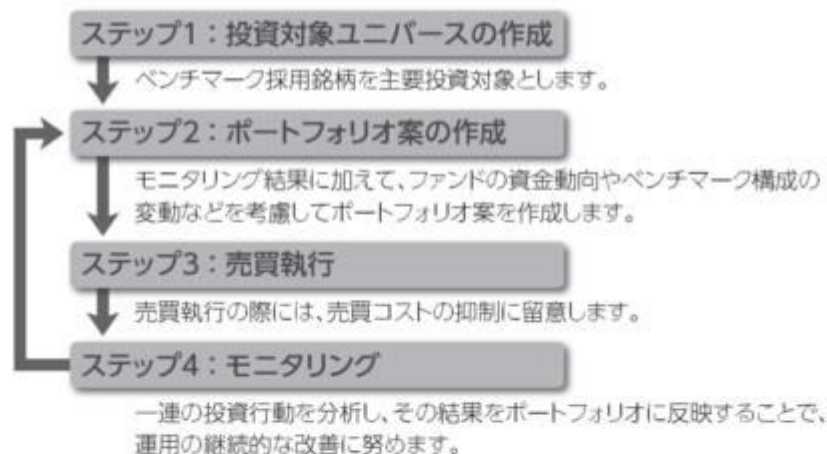 ステップ1：投資対象ユニバースの作成
ベンチマーク採用銘柄を主要投資対象とします。
ステップ2：ポートフォリオ案の作成
モニタリング結果に加えて、ファンドの資金動向やベンチマーク構成の
変動などを考慮してポートフォリオ案を作成します。
ステップ3：売買執行
売買執行の際には、売買コストの抑制に留意します。
ステップ4：モニタリング
一連の投資行動を分析し、その結果をポートフォリオに反映することで、
運用の継続的な改善に努めます。